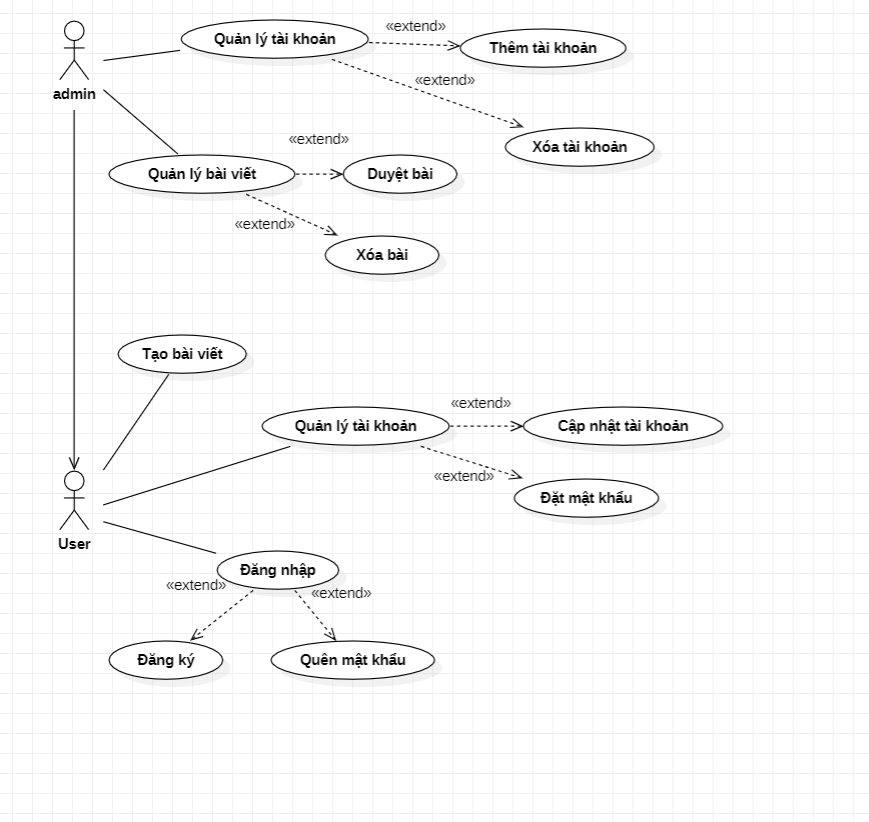 Quản lý tài khoản
«extend»
Thêm tài khoản
«extend»
admin
«extend»
Xóa tài khoản
Quản lý bài viết
Duyệt bài
«extend»
Xóa bài
Tạo bài viết
«extend»
Quản lý tài khoản
Cập nhật tài khoản
«extend»
Đặt mật khẩu
User
Đăng nhập
«extend»
«extend»
Đăng ký
Quên mật khẩu